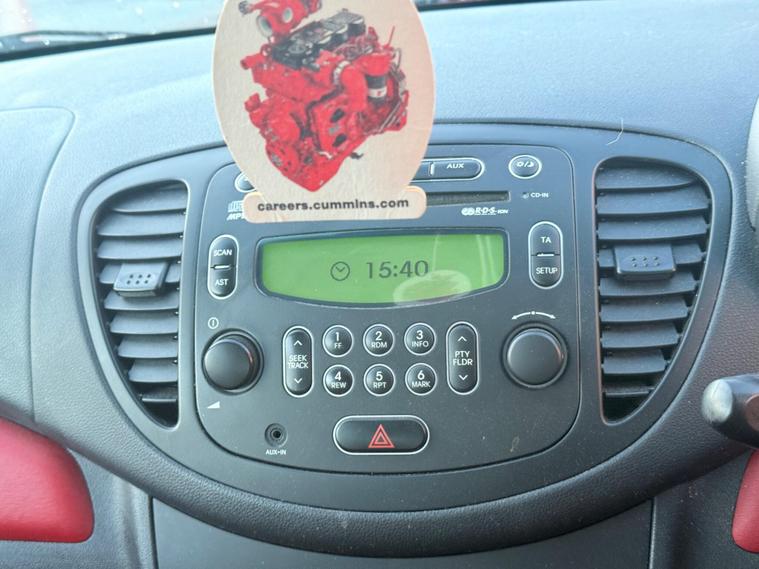 AUX
CD-IN
careers.cummins.com
R·D·S
SCAN
AST
15:40
TA
SETUP
SEEK
TRACK
1
FF
2
RDM
3
INFO
4
REW
5
RPT
6
MARK
PTY
FLDR
AUX-IN